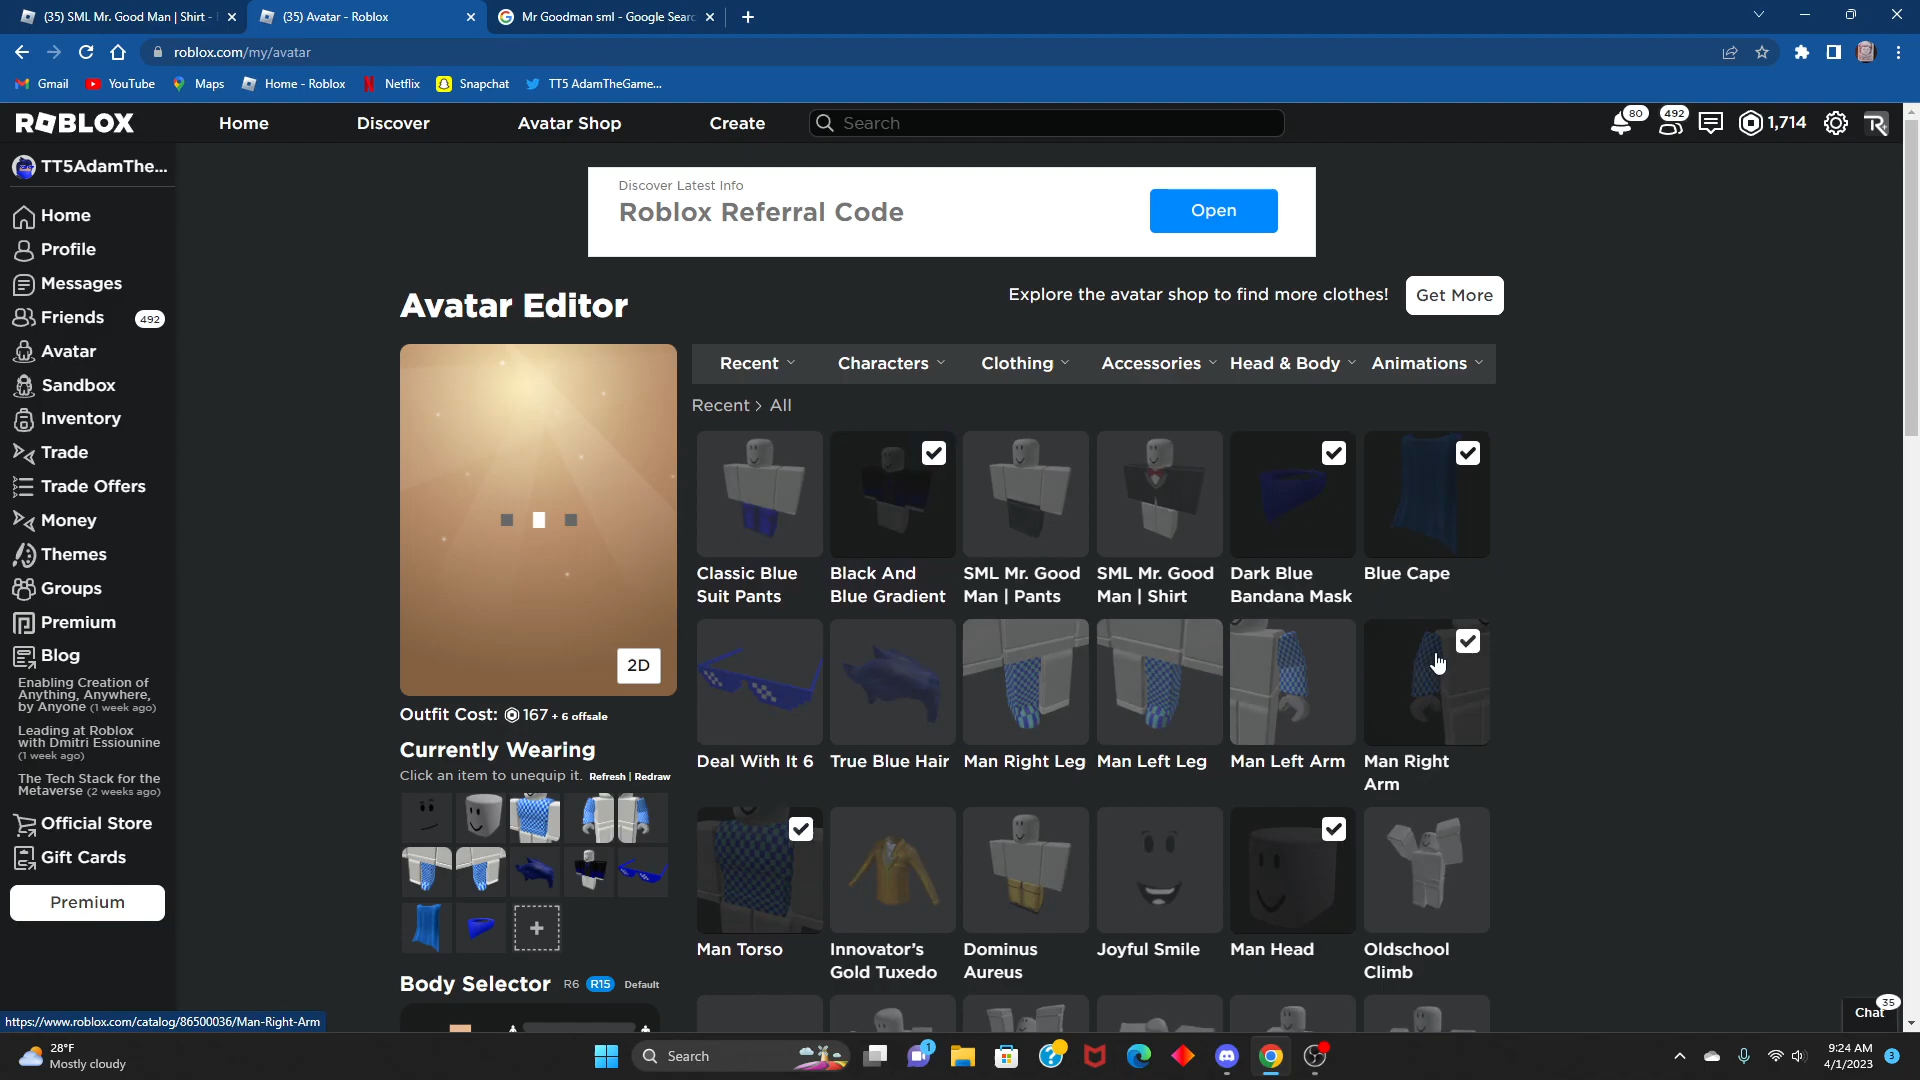 (35) SML Mr. Good Man | Shirt -
(35) Avatar - Roblox
Mr Goodman sml - Google Sear
roblox.com/my/avatar
Gmail
YouTube
Maps
Home - Roblox
Netflix
Snapchat
TT5 AdamTheGame...
ROBLOX
Home
Discover
Avatar Shop
Create
Search
80
492
1,714
TT5AdamThe...
Home
Profile
Messages
Friends
492
Avatar
Sandbox
Inventory
Trade
Trade Offers
Money
Themes
Groups
Premium
Blog
Enabling Creation of
Anything, Anywhere,
by Anyone (1 week ago)
Leading at Roblox
with Dmitri Essiounine
(1 week ago)
The Tech Stack for the
Metaverse (2 weeks ago)
Official Store
Gift Cards
Premium
Discover Latest Info
Roblox Referral Code
Open
Avatar Editor
Explore the avatar shop to find more clothes!
Get More
2D
Outfit Cost: 167 + 6 offsale
Currently Wearing
Click an item to unequip it. Refresh | Redraw
Body Selector R6 R15 Default
Recent
Characters
Clothing
Accessories
Head & Body
Animations
Recent > All
Classic Blue
Suit Pants
Black And
Blue Gradient
SML Mr. Good
Man | Pants
SML Mr. Good
Man | Shirt
Dark Blue
Bandana Mask
Blue Cape
Deal With It 6
True Blue Hair
Man Right Leg
Man Left Leg
Man Left Arm
Man Right
Arm
Man Torso
Innovator's
Gold Tuxedo
Dominus
Aureus
Joyful Smile
Man Head
Oldschool
Climb
Chat
35
https://www.roblox.com/catalog/86500036/Man-Right-Arm
28°F
Mostly cloudy
Search
1
9:24 AM
4/1/2023
3